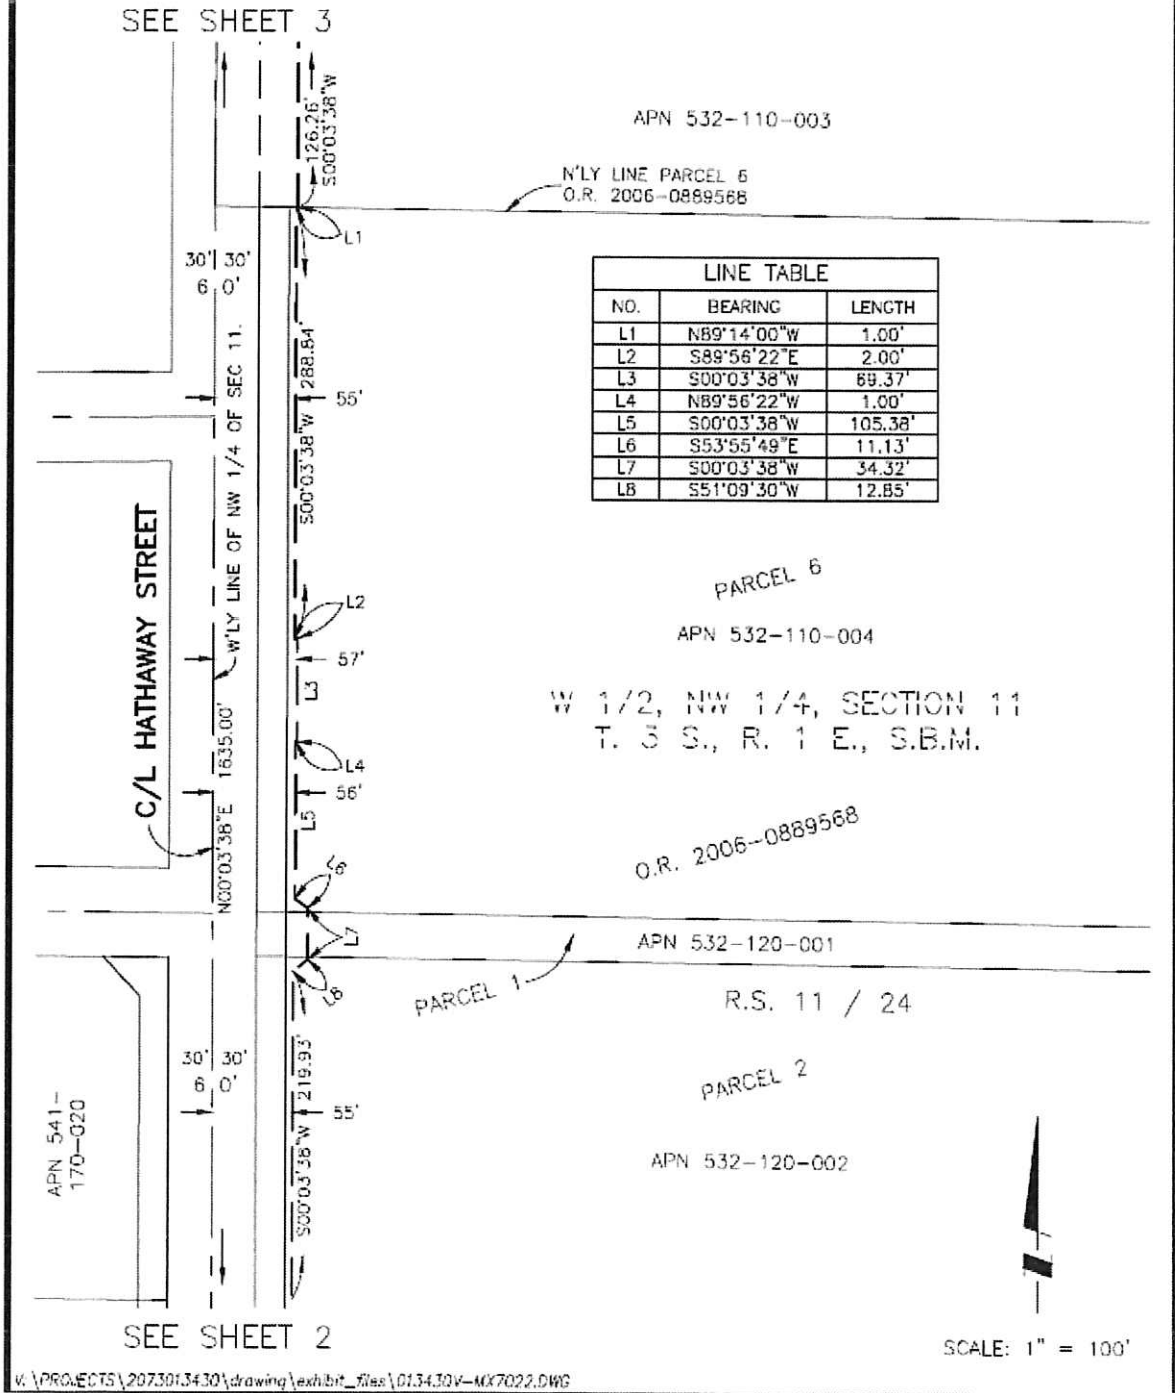 SEE SHEET 3
126.26'
S00°03'38"W
APN 532-110-003
N'LY LINE PARCEL 6
O.R. 2006-0889568
L1
30' 30'
6 0'
LINE TABLE
NO. BEARING LENGTH
L1 N89°14'00"W 1.00'
L2 S89°56'22"E 2.00'
L3 S00°03'38"W 69.37'
L4 N89°56'22"W 1.00'
L5 S00°03'38"W 105.38'
L6 S53°55'49"E 11.13'
L7 S00°03'38"W 34.32'
L8 S51°09'30"W 12.85'
S00°03'38"W 288.84'
55'
W'LY LINE OF NW 1/4 OF SEC 11.
C/L HATHAWAY STREET
L2
57'
L3
PARCEL 6
APN 532-110-004
W 1/2, NW 1/4, SECTION 11
T. 3 S., R. 1 E., S.B.M.
N00°03'38"E 1635.00'
L4
56'
L5
O.R. 2006-0889568
L6
L7
APN 532-120-001
PARCEL 1
L8
R.S. 11 / 24
30' 30'
6 0'
S00°03'38"W 219.93'
55'
PARCEL 2
APN 541-
170-020
APN 532-120-002
SEE SHEET 2
SCALE: 1" = 100'
V:\PROJECTS\2073013430\drawing\exhibit_files\013430V-MX7022.DWG